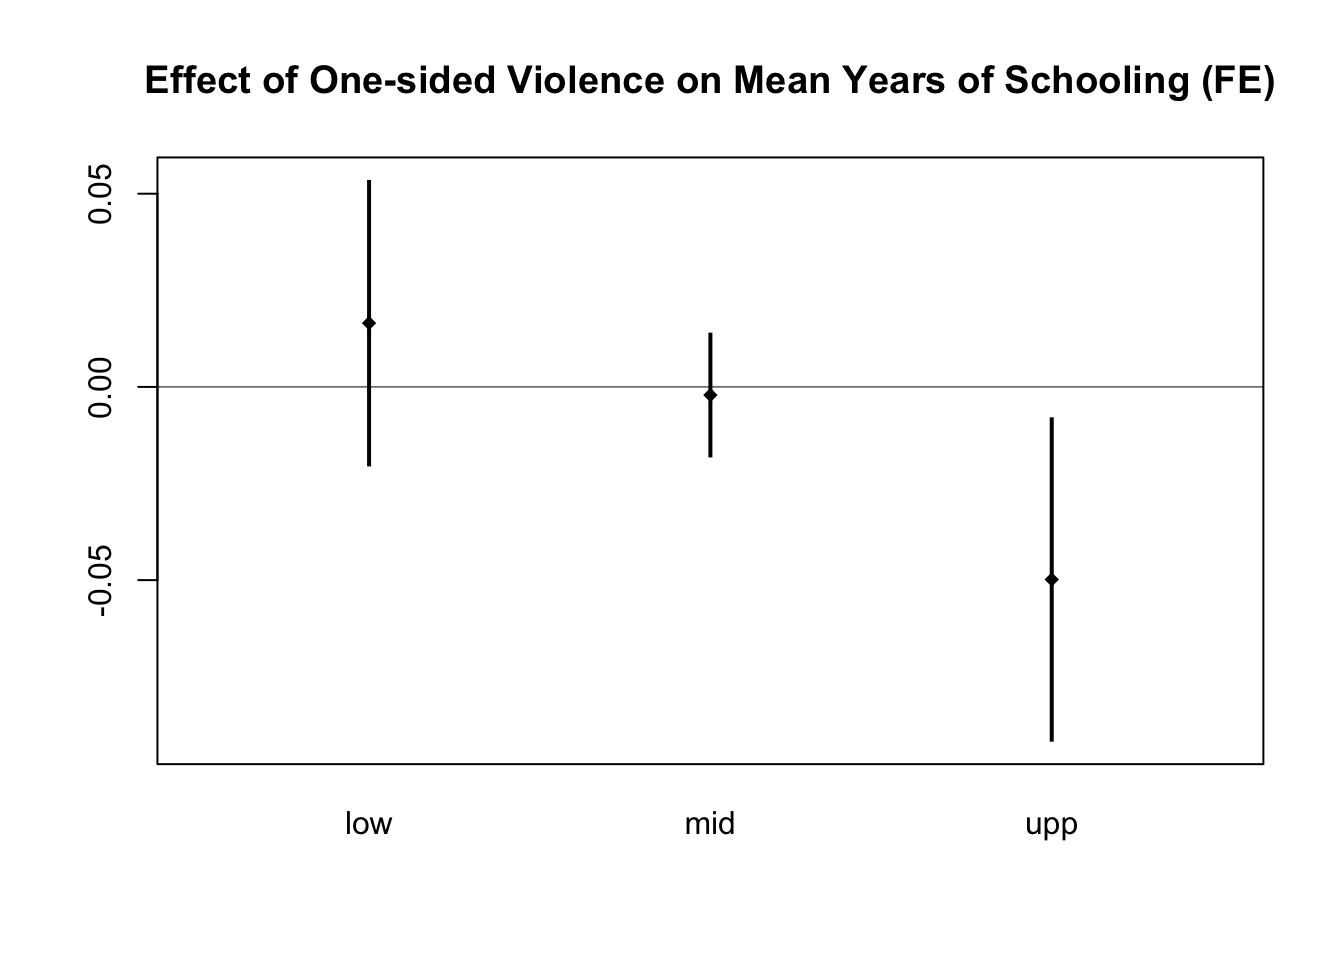 Effect of One-sided Violence on Mean Years of Schooling (FE)
0.05
0.00
-0.05
low mid upp